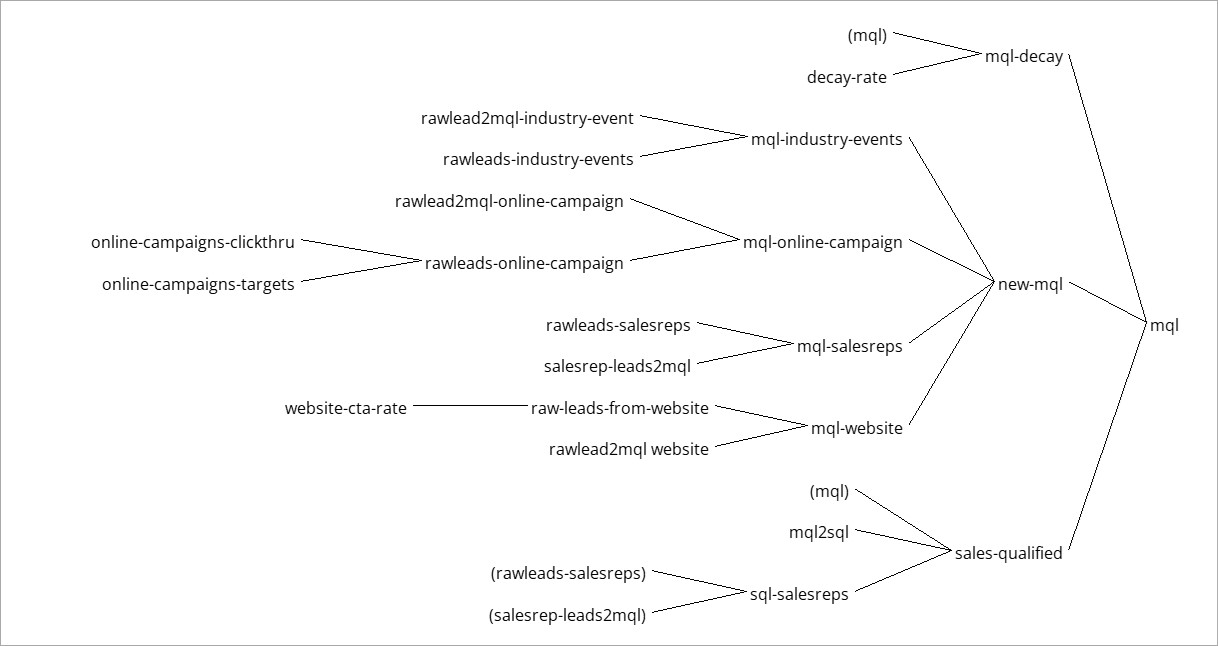 (mql)
mql-decay
decay-rate
rawlead2mql-industry-event
mql-industry-events
rawleads-industry-events
rawlead2mql-online-campaign
online-campaigns-clickthru
mql-online-campaign
rawleads-online-campaign
online-campaigns-targets
new-mql
rawleads-salesreps
mql
mql-salesreps
salesrep-leads2mql
website-cta-rate
raw-leads-from-website
mql-website
rawlead2mql website
(mql)
mql2sql
sales-qualified
(rawleads-salesreps)
sql-salesreps
(salesrep-leads2mql)